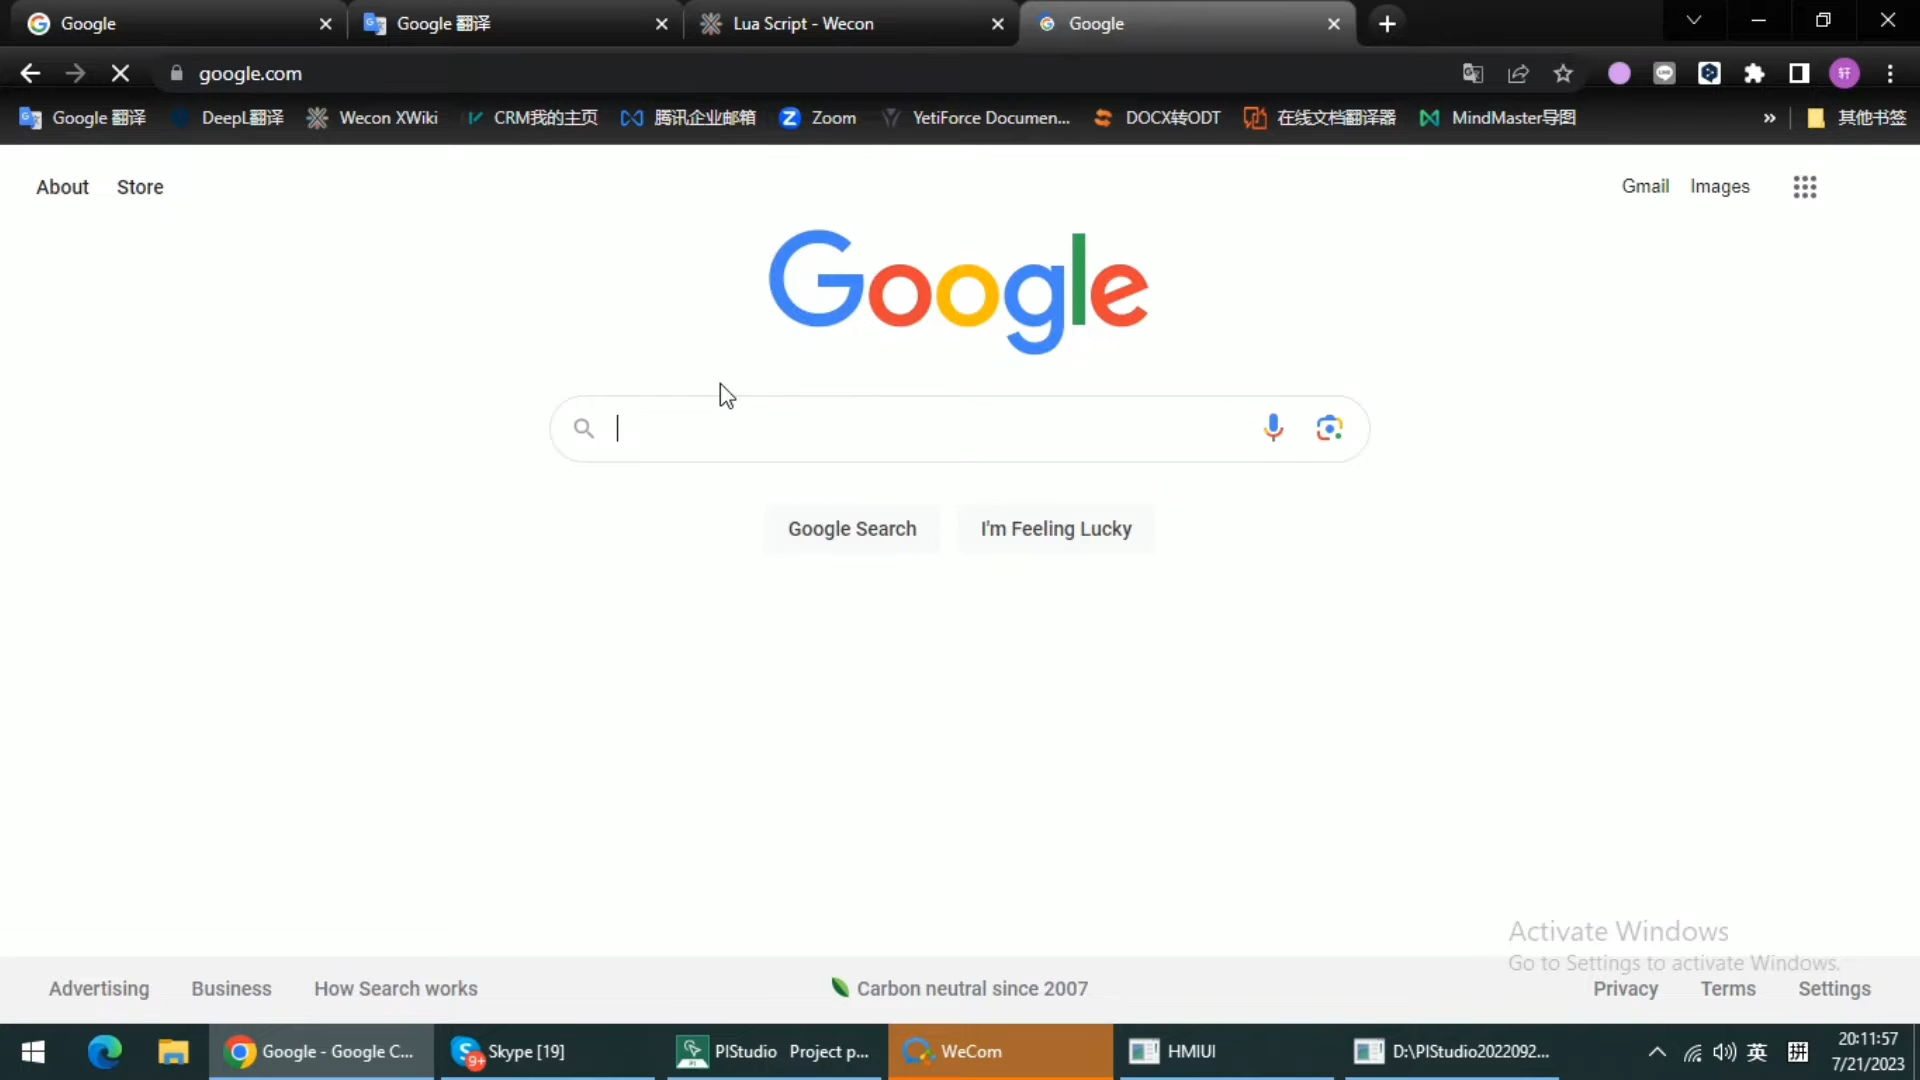 Google
Google 翻译
Lua Script - Wecon
Google
google.com
轩
Google 翻译
DeepL翻译
Wecon XWiki
CRM我的主页
腾讯企业邮箱
Zoom
YetiForce Documen...
DOCX转ODT
在线文档翻译器
MindMaster导图
»
其他书签
About
Store
Gmail
Images
Google
Google Search
I'm Feeling Lucky
Activate Windows
Go to Settings to activate Windows.
Advertising
Business
How Search works
Carbon neutral since 2007
Privacy
Terms
Settings
Google - Google C...
9+
Skype [19]
PIStudio Project p...
WeCom
HMIUI
D:\PIStudio2022092...
英
拼
20:11:57
7/21/2023